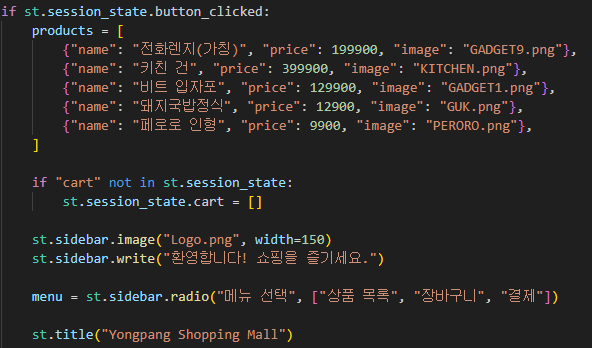 if st.session_state.button_clicked:
    products = [
        {"name": "전화렌지(가칭)", "price": 199900, "image": "GADGET9.png"},
        {"name": "키친 건", "price": 399900, "image": "KITCHEN.png"},
        {"name": "비트 입자포", "price": 129900, "image": "GADGET1.png"},
        {"name": "돼지국밥정식", "price": 12900, "image": "GUK.png"},
        {"name": "페로로 인형", "price": 9900, "image": "PERORO.png"},
    ]
    if "cart" not in st.session_state:
        st.session_state.cart = []
    st.sidebar.image("Logo.png", width=150)
    st.sidebar.write("환영합니다! 쇼핑을 즐기세요.")
    menu = st.sidebar.radio("메뉴 선택", ["상품 목록", "장바구니", "결제"])
    st.title("Yongpang Shopping Mall")